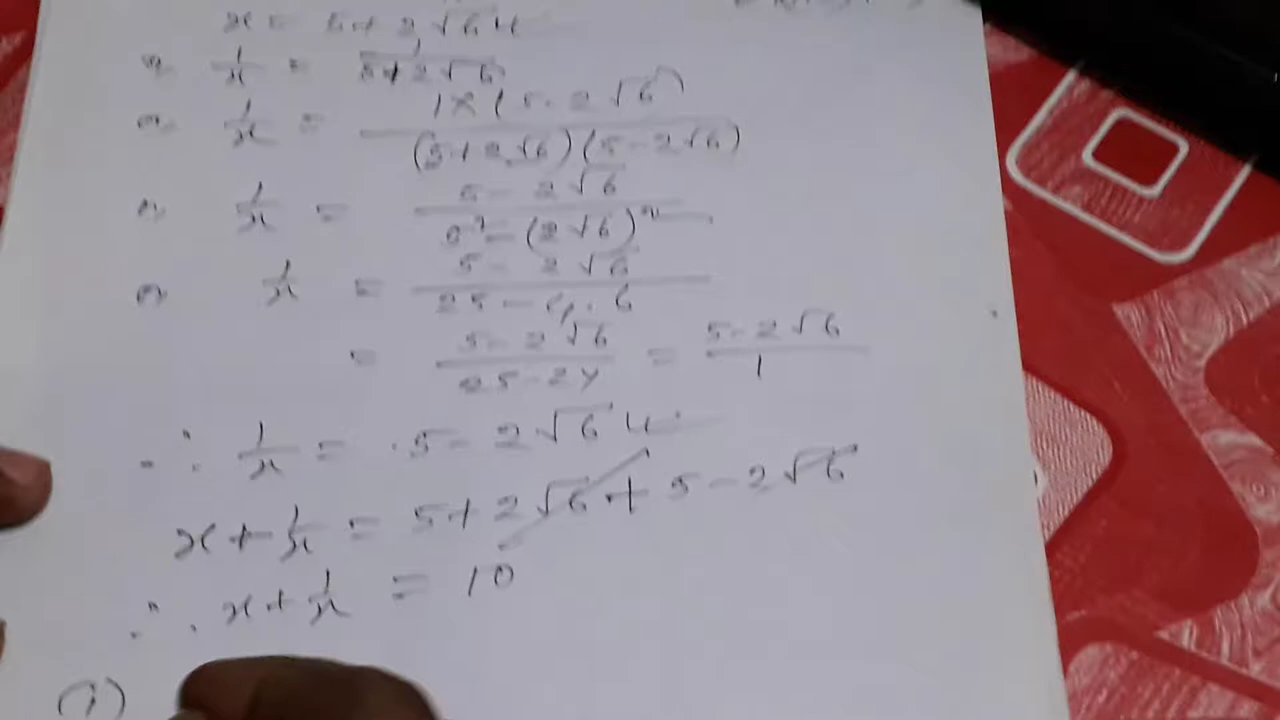 x = 5 + 2√6
1/x = 1/(5 + 2√6)
1/x = 1 × (5 - 2√6) / (5 + 2√6)(5 - 2√6)
1/x = 5 - 2√6 / 5² - (2√6)²
1/x = 5 - 2√6 / 25 - 4.6
= 5 - 2√6 / 25 - 24 = 5 - 2√6 / 1
∴ 1/x = 5 - 2√6
x + 1/x = 5 + 2√6 + 5 - 2√6
∴ x + 1/x = 10
(i)